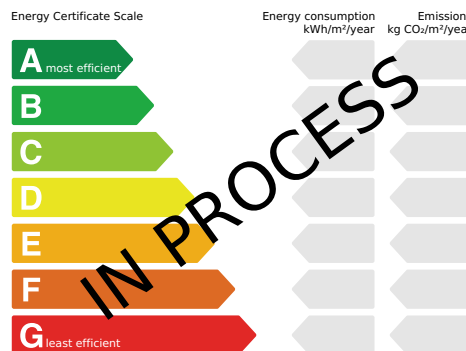 Energy Certificate Scale
Energy consumption
kWh/m²/year
Emission
kg CO₂/m²/year
A most efficient
B
C
D
E
F
G least efficient
IN PROCESS